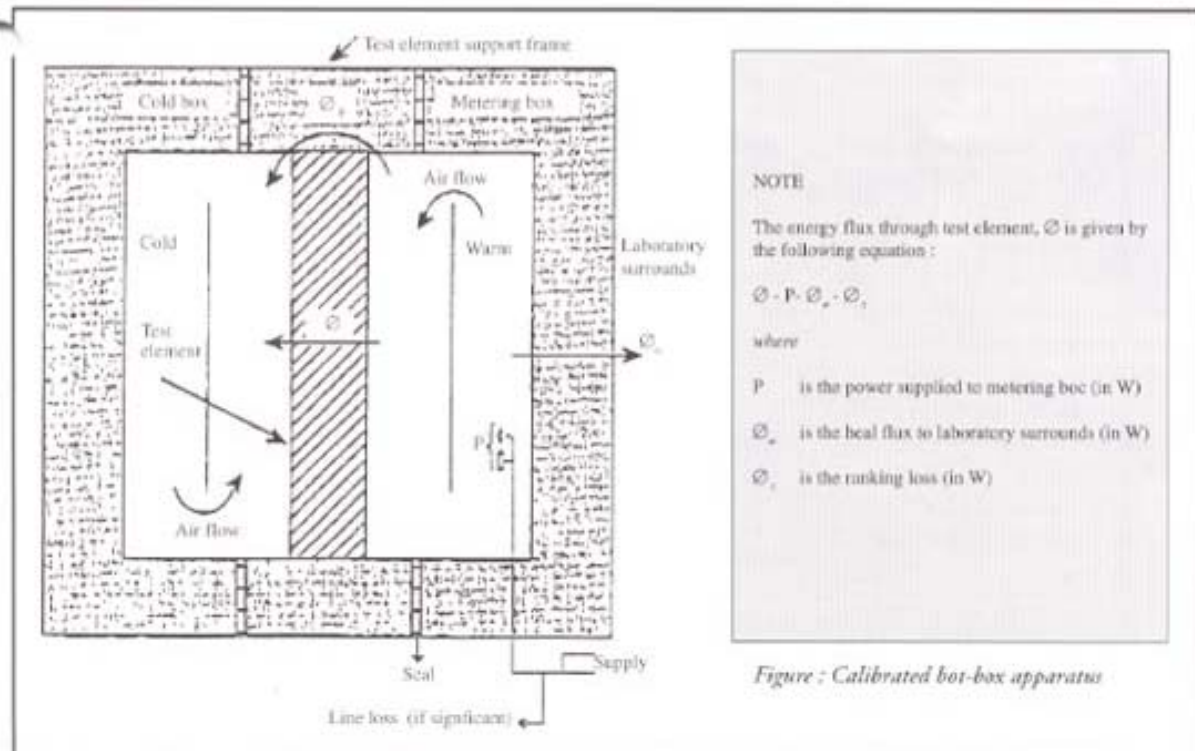 Test element support frame
Cold box
Metering box
Air flow
Cold
Warm
Laboratory
surrounds
Test
element
Ø
P
Air flow
Seal
Supply
Line loss (if signficant)
NOTE
The energy flux through test element, Ø is given by
the following equation :
Ø - P- Ø - Ø
where
P is the power supplied to metering boc (in W)
Ø is the heal flux to laboratory surrounds (in W)
Ø is the ranking loss (in W)
Figure : Calibrated bot-box apparatus